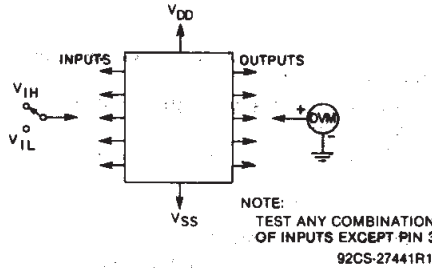 VDD
INPUTS
OUTPUTS
VIH
VIL
+
DVM
-
VSS
NOTE:
TEST ANY COMBINATION
OF INPUTS EXCEPT PIN 3
92CS-27441R1